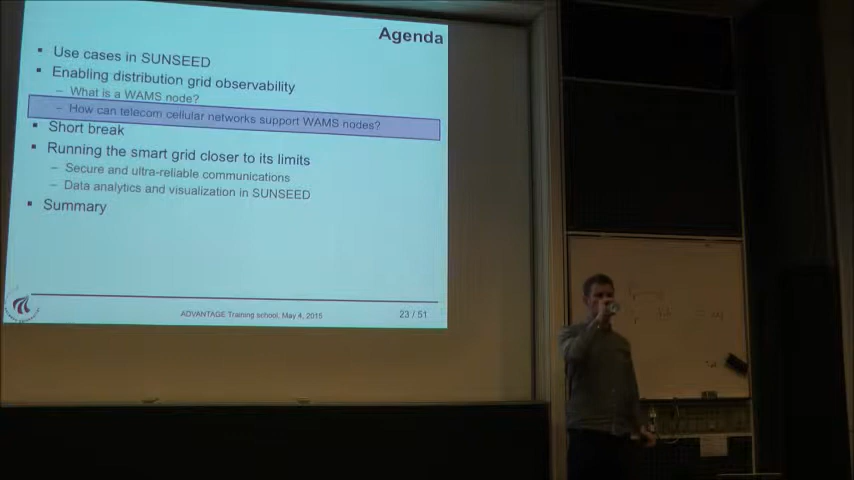 Agenda
▪ Use cases in SUNSEED
▪ Enabling distribution grid observability
– What is a WAMS node?
– How can telecom cellular networks support WAMS nodes?
▪ Short break
▪ Running the smart grid closer to its limits
– Secure and ultra-reliable communications
– Data analytics and visualization in SUNSEED
▪ Summary
ADVANTAGE Training school, May 4, 2015
23 / 51